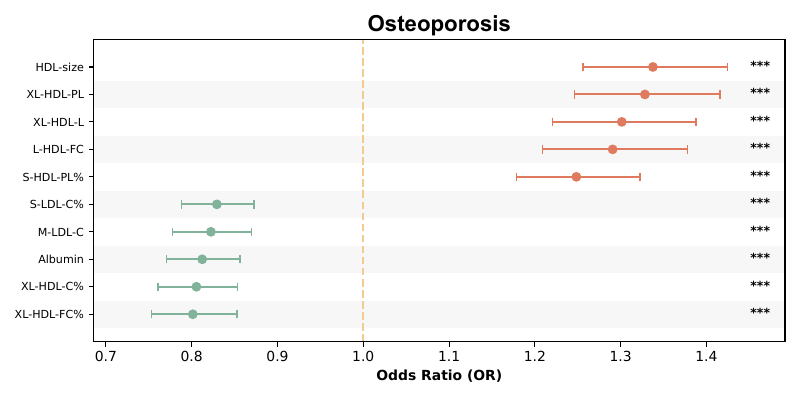 Osteoporosis
HDL-size ***
XL-HDL-PL ***
XL-HDL-L ***
L-HDL-FC ***
S-HDL-PL% ***
S-LDL-C% ***
M-LDL-C ***
Albumin ***
XL-HDL-C% ***
XL-HDL-FC% ***
0.7 0.8 0.9 1.0 1.1 1.2 1.3 1.4
Odds Ratio (OR)